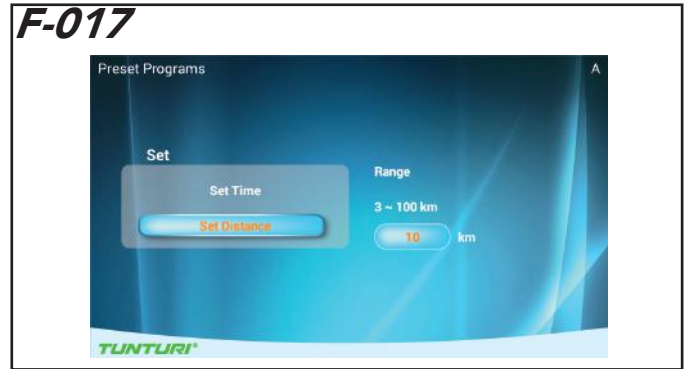 F-017
Preset Programs A
Set
Set Time
Set Distance
Range
3 ~ 100 km
10 km
TUNTURI®